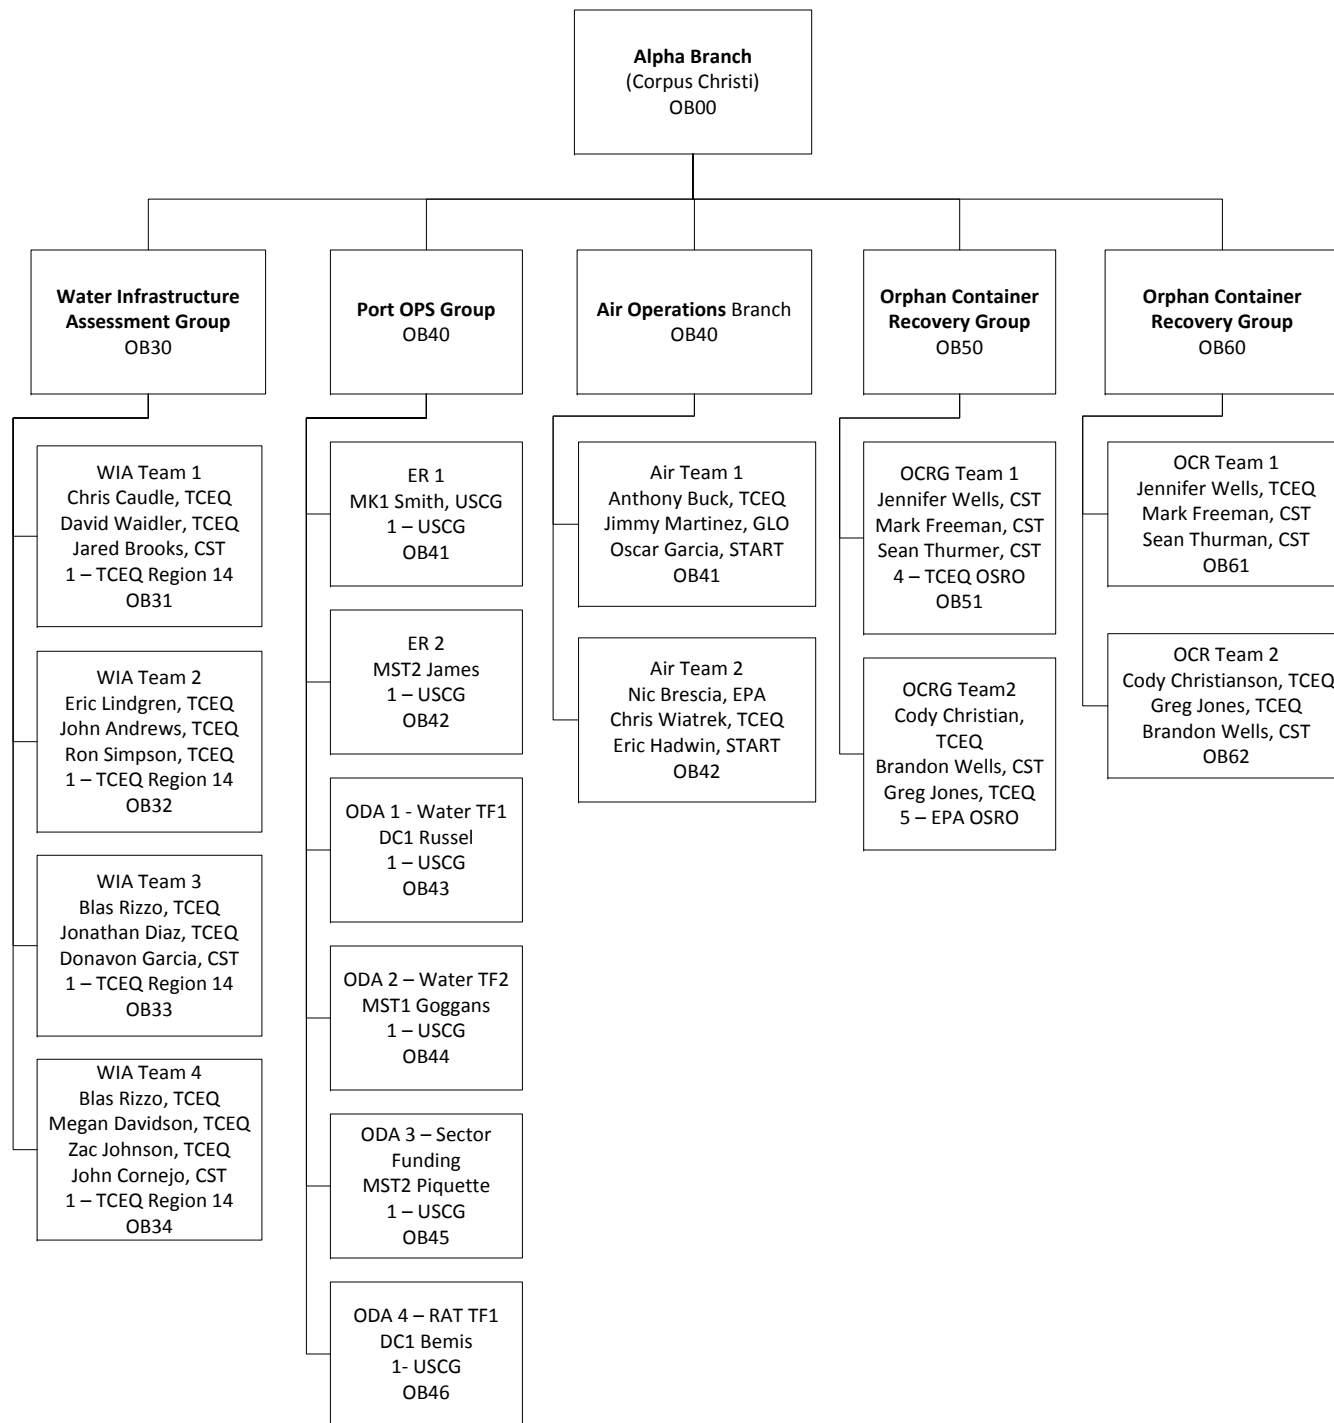 Alpha Branch
(Corpus Christi)
OB00
Water Infrastructure
Assessment Group
OB30
Port OPS Group
OB40
Air Operations Branch
OB40
Orphan Container
Recovery Group
OB50
Orphan Container
Recovery Group
OB60
WIA Team 1
Chris Caudle, TCEQ
David Waidler, TCEQ
Jared Brooks, CST
1 – TCEQ Region 14
OB31
WIA Team 2
Eric Lindgren, TCEQ
John Andrews, TCEQ
Ron Simpson, TCEQ
1 – TCEQ Region 14
OB32
WIA Team 3
Blas Rizzo, TCEQ
Jonathan Diaz, TCEQ
Donavon Garcia, CST
1 – TCEQ Region 14
OB33
WIA Team 4
Blas Rizzo, TCEQ
Megan Davidson, TCEQ
Zac Johnson, TCEQ
John Cornejo, CST
1 – TCEQ Region 14
OB34
ER 1
MK1 Smith, USCG
1 – USCG
OB41
ER 2
MST2 James
1 – USCG
OB42
ODA 1 - Water TF1
DC1 Russel
1 – USCG
OB43
ODA 2 – Water TF2
MST1 Goggans
1 – USCG
OB44
ODA 3 – Sector
Funding
MST2 Piquette
1 – USCG
OB45
ODA 4 – RAT TF1
DC1 Bemis
1- USCG
OB46
Air Team 1
Anthony Buck, TCEQ
Jimmy Martinez, GLO
Oscar Garcia, START
OB41
Air Team 2
Nic Brescia, EPA
Chris Wiatrek, TCEQ
Eric Hadwin, START
OB42
OCRG Team 1
Jennifer Wells, CST
Mark Freeman, CST
Sean Thurmer, CST
4 – TCEQ OSRO
OB51
OCRG Team2
Cody Christian,
TCEQ
Brandon Wells, CST
Greg Jones, TCEQ
5 – EPA OSRO
OCR Team 1
Jennifer Wells, TCEQ
Mark Freeman, CST
Sean Thurman, CST
OB61
OCR Team 2
Cody Christianson, TCEQ
Greg Jones, TCEQ
Brandon Wells, CST
OB62